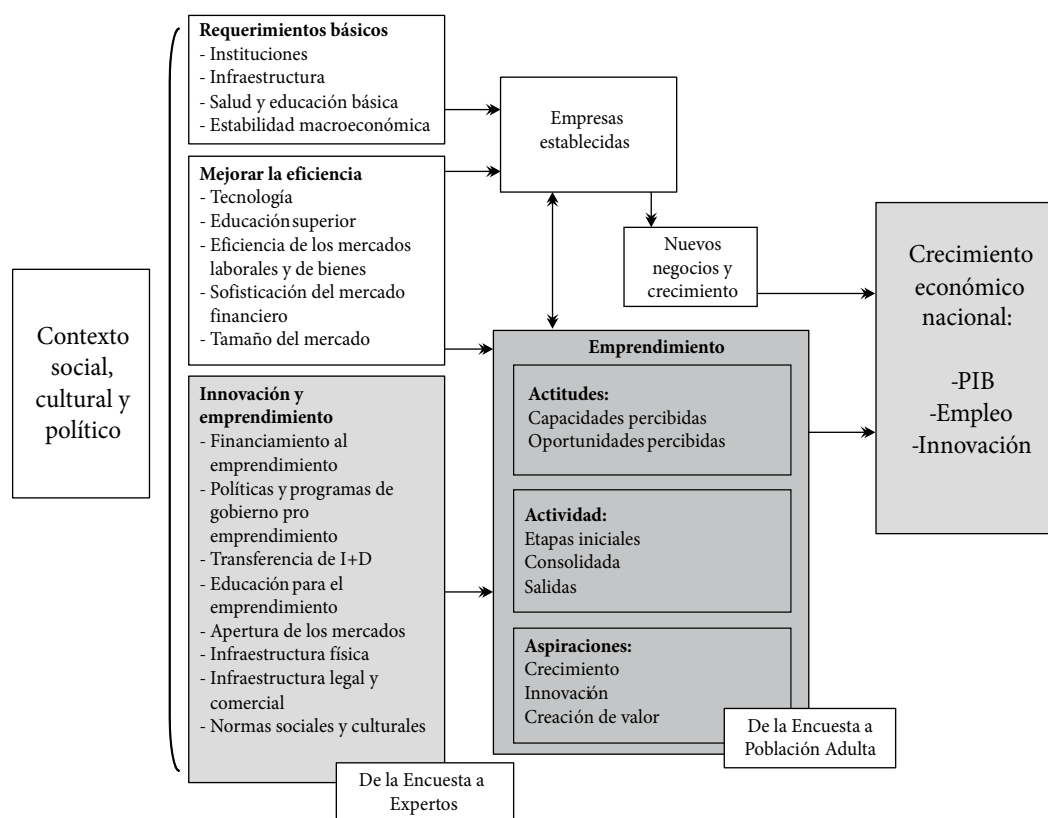 Contexto
social,
cultural y
político
Requerimientos básicos
- Instituciones
- Infraestructura
- Salud y educación básica
- Estabilidad macroeconómica
Mejorar la eficiencia
- Tecnología
- Educación superior
- Eficiencia de los mercados
laborales y de bienes
- Sofisticación del mercado
financiero
- Tamaño del mercado
Innovación y
emprendimiento
- Financiamiento al
emprendimiento
- Políticas y programas de
gobierno pro
emprendimiento
- Transferencia de I+D
- Educación para el
emprendimiento
- Apertura de los mercados
- Infraestructura física
- Infraestructura legal y
comercial
- Normas sociales y culturales
De la Encuesta a
Expertos
Empresas
establecidas
Nuevos
negocios y
crecimiento
Emprendimiento
Actitudes:
Capacidades percibidas
Oportunidades percibidas
Actividad:
Etapas iniciales
Consolidada
Salidas
Aspiraciones:
Crecimiento
Innovación
Creación de valor
De la Encuesta a
Población Adulta
Crecimiento
económico
nacional:
-PIB
-Empleo
-Innovación